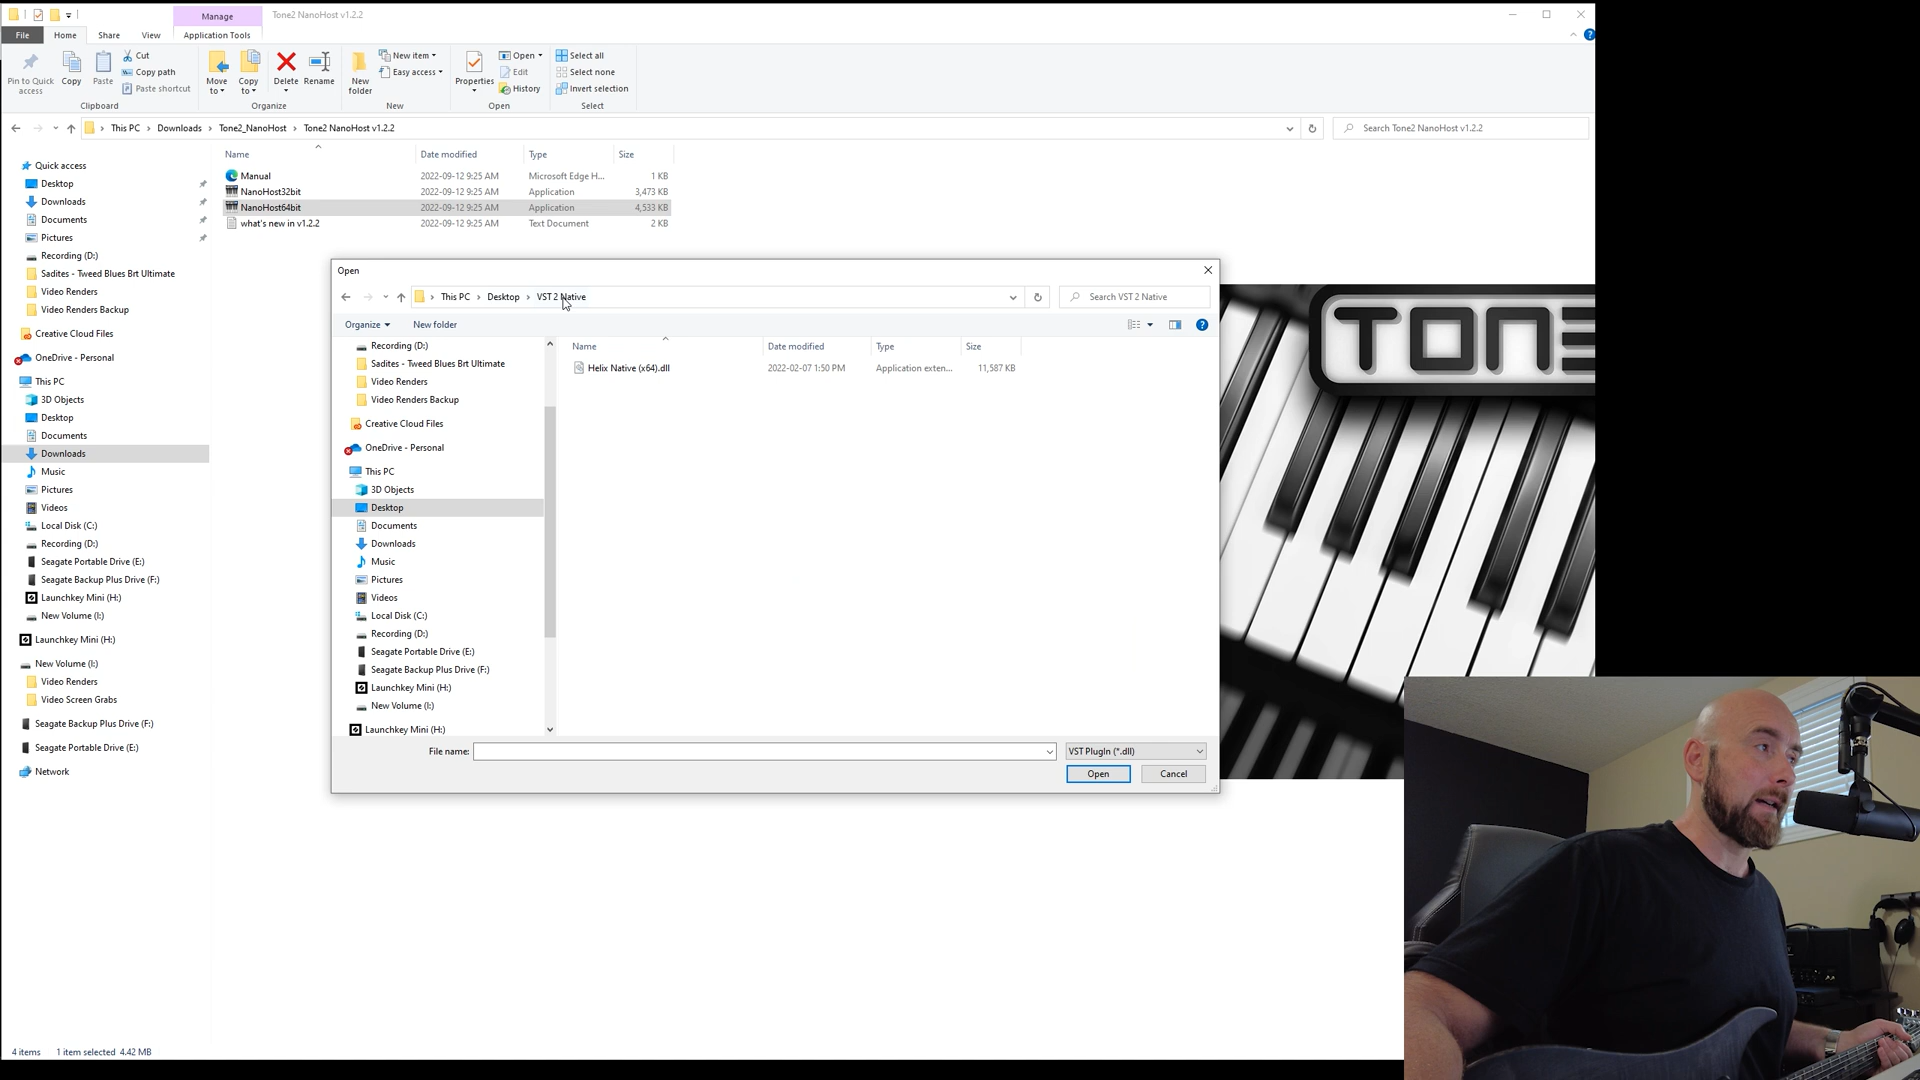 Manage
Tone2 NanoHost v1.2.2
File
Home
Share
View
Application Tools
Pin to Quick access
Copy
Paste
Cut
Copy path
Paste shortcut
Clipboard
Move to
Copy to
Delete
Rename
Organize
New folder
New item
Easy access
New
Properties
Open
Edit
History
Open
Select all
Select none
Invert selection
Select
This PC > Downloads > Tone2_NanoHost > Tone2 NanoHost v1.2.2
Search Tone2 NanoHost v1.2.2
Name Date modified Type Size
Manual 2022-09-12 9:25 AM Microsoft Edge H... 1 KB
NanoHost32bit 2022-09-12 9:25 AM Application 3,473 KB
NanoHost64bit 2022-09-12 9:25 AM Application 4,533 KB
what's new in v1.2.2 2022-09-12 9:25 AM Text Document 2 KB
Quick access
Desktop
Downloads
Documents
Pictures
Recording (D:)
Sadites - Tweed Blues Brt Ultimate
Video Renders
Video Renders Backup
Creative Cloud Files
OneDrive - Personal
This PC
3D Objects
Desktop
Documents
Downloads
Music
Pictures
Videos
Local Disk (C:)
Recording (D:)
Seagate Portable Drive (E:)
Seagate Backup Plus Drive (F:)
Launchkey Mini (H:)
New Volume (I:)
Launchkey Mini (H:)
New Volume (I:)
Video Renders
Video Screen Grabs
Seagate Backup Plus Drive (F:)
Seagate Portable Drive (E:)
Network
4 items 1 item selected 4.42 MB
Open
This PC > Desktop > VST 2 Native
Search VST 2 Native
Organize
New folder
Recording (D:)
Sadites - Tweed Blues Brt Ultimate
Video Renders
Video Renders Backup
Creative Cloud Files
OneDrive - Personal
This PC
3D Objects
Desktop
Documents
Downloads
Music
Pictures
Videos
Local Disk (C:)
Recording (D:)
Seagate Portable Drive (E:)
Seagate Backup Plus Drive (F:)
Launchkey Mini (H:)
New Volume (I:)
Launchkey Mini (H:)
Name Date modified Type Size
Helix Native (x64).dll 2022-02-07 1:50 PM Application exten... 11,587 KB
File name:
VST PlugIn (*.dll)
Open
Cancel
TONE